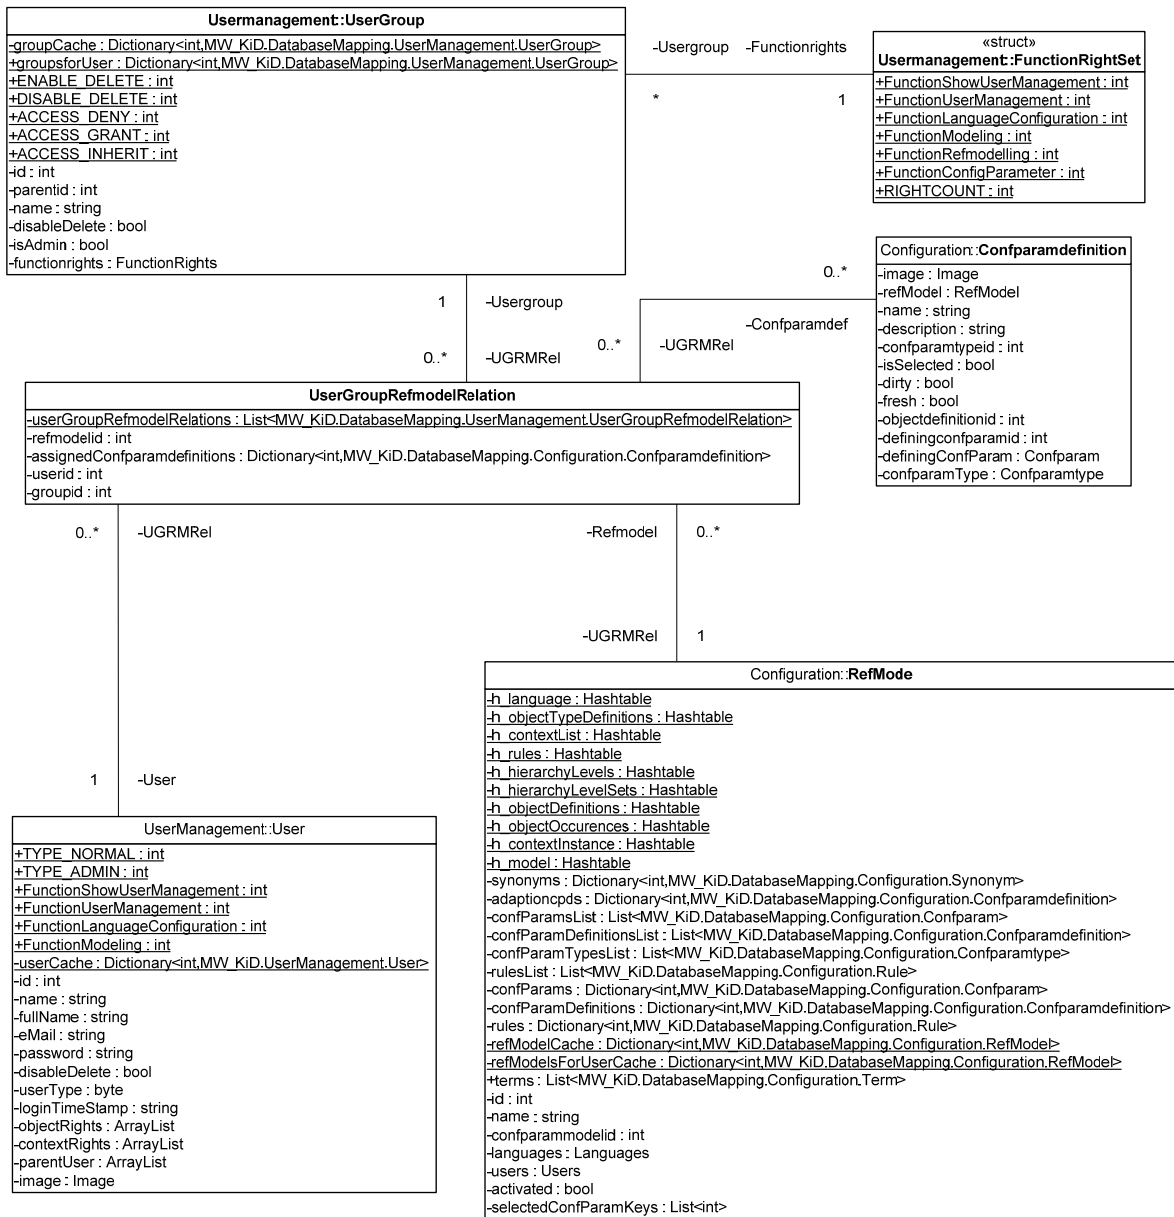 Usermanagement::UserGroup
-groupCache : Dictionary<int,MW_KiD.DatabaseMapping.UserManagement.UserGroup>
+groupsforUser : Dictionary<int,MW_KiD.DatabaseMapping.UserManagement.UserGroup>
+ENABLE_DELETE : int
+DISABLE_DELETE : int
+ACCESS_DENY : int
+ACCESS_GRANT : int
+ACCESS_INHERIT : int
-id : int
-parentid : int
-name : string
-disableDelete : bool
-isAdmin : bool
-functionrights : FunctionRights
-Usergroup -Functionrights
* 1
«struct»
Usermanagement::FunctionRightSet
+FunctionShowUserManagement : int
+FunctionUserManagement : int
+FunctionLanguageConfiguration : int
+FunctionModeling : int
+FunctionRefmodelling : int
+FunctionConfigParameter : int
+RIGHTCOUNT : int
Configuration::Confparamdefinition
-image : Image
-refModel : RefModel
-name : string
-description : string
-confparamtypeid : int
-isSelected : bool
-dirty : bool
-fresh : bool
-objectdefinitionid : int
-definingconfparamid : int
-definingConfParam : Confparam
-confparamType : Confparamtype
0..*
-Confparamdef
1 -Usergroup
0..* -UGRMRel
0..* -UGRMRel
UserGroupRefmodelRelation
-userGroupRefmodelRelations : List<MW_KiD.DatabaseMapping.UserManagement.UserGroupRefmodelRelation>
-refmodelid : int
-assignedConfparamdefinitions : Dictionary<int,MW_KiD.DatabaseMapping.Configuration.Confparamdefinition>
-userid : int
-groupid : int
0..* -UGRMRel
-Refmodel 0..*
-UGRMRel 1
1 -User
UserManagement::User
+TYPE_NORMAL : int
+TYPE_ADMIN : int
+FunctionShowUserManagement : int
+FunctionUserManagement : int
+FunctionLanguageConfiguration : int
+FunctionModeling : int
-userCache : Dictionary<int,MW_KiD.UserManagement.User>
-id : int
-name : string
-fullName : string
-eMail : string
-password : string
-disableDelete : bool
-userType : byte
-loginTimeStamp : string
-objectRights : ArrayList
-contextRights : ArrayList
-parentUser : ArrayList
-image : Image
Configuration::RefMode
-h_language : Hashtable
-h_objectTypeDefinitions : Hashtable
-h_contextList : Hashtable
-h_rules : Hashtable
-h_hierarchyLevels : Hashtable
-h_hierarchyLevelSets : Hashtable
-h_objectDefinitions : Hashtable
-h_objectOccurences : Hashtable
-h_contextInstance : Hashtable
-h_model : Hashtable
-synonyms : Dictionary<int,MW_KiD.DatabaseMapping.Configuration.Synonym>
-adaptioncpds : Dictionary<int,MW_KiD.DatabaseMapping.Configuration.Confparamdefinition>
-confParamsList : List<MW_KiD.DatabaseMapping.Configuration.Confparam>
-confParamDefinitionsList : List<MW_KiD.DatabaseMapping.Configuration.Confparamdefinition>
-confParamTypesList : List<MW_KiD.DatabaseMapping.Configuration.Confparamtype>
-rulesList : List<MW_KiD.DatabaseMapping.Configuration.Rule>
-confParams : Dictionary<int,MW_KiD.DatabaseMapping.Configuration.Confparam>
-confParamDefinitions : Dictionary<int,MW_KiD.DatabaseMapping.Configuration.Confparamdefinition>
-rules : Dictionary<int,MW_KiD.DatabaseMapping.Configuration.Rule>
-refModelCache : Dictionary<int,MW_KiD.DatabaseMapping.Configuration.RefModel>
-refModelsForUserCache : Dictionary<int,MW_KiD.DatabaseMapping.Configuration.RefModel>
+terms : List<MW_KiD.DatabaseMapping.Configuration.Term>
-id : int
-name : string
-confparammodelid : int
-languages : Languages
-users : Users
-activated : bool
-selectedConfParamKeys : List<int>